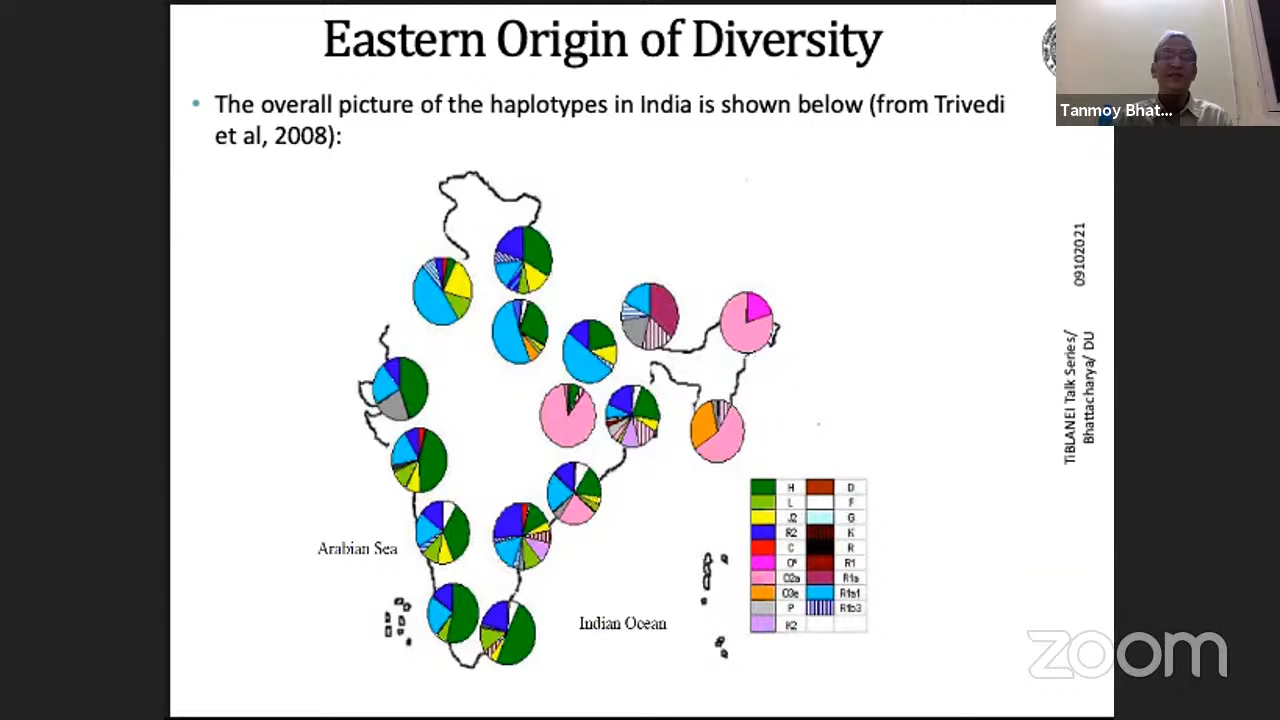 Eastern Origin of Diversity
• The overall picture of the haplotypes in India is shown below (from Trivedi
et al, 2008):
Tanmoy Bhat...
TiBLANEI Talk Series/
Bhattacharya/ DU
09102021
Arabian Sea
Indian Ocean
H D
L F
J2 G
R2 K
C R
O* R1
O2a R1a
O3e R1a1
P R1b3
K2
zoom